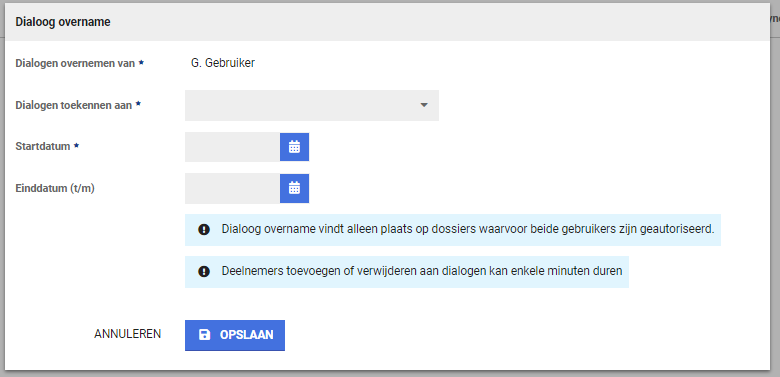 Dialoog overname
Dialogen overnemen van * G. Gebruiker
Dialogen toekennen aan *
Startdatum *
Einddatum (t/m)
Dialoog overname vindt alleen plaats op dossiers waarvoor beide gebruikers zijn geautoriseerd.
Deelnemers toevoegen of verwijderen aan dialogen kan enkele minuten duren
ANNULEREN OPSLAAN